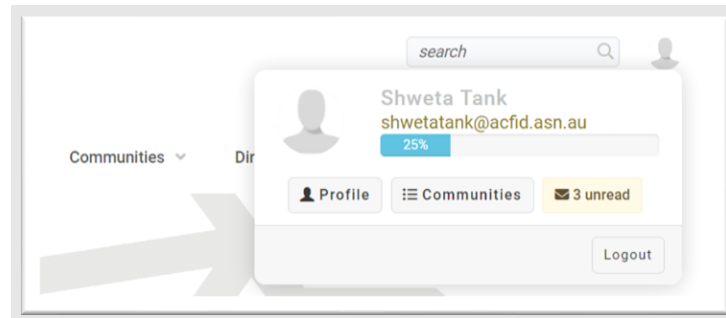 search
Shweta Tank
shwetatank@acfid.asn.au
25%
Communities Dir
Profile Communities 3 unread
Logout